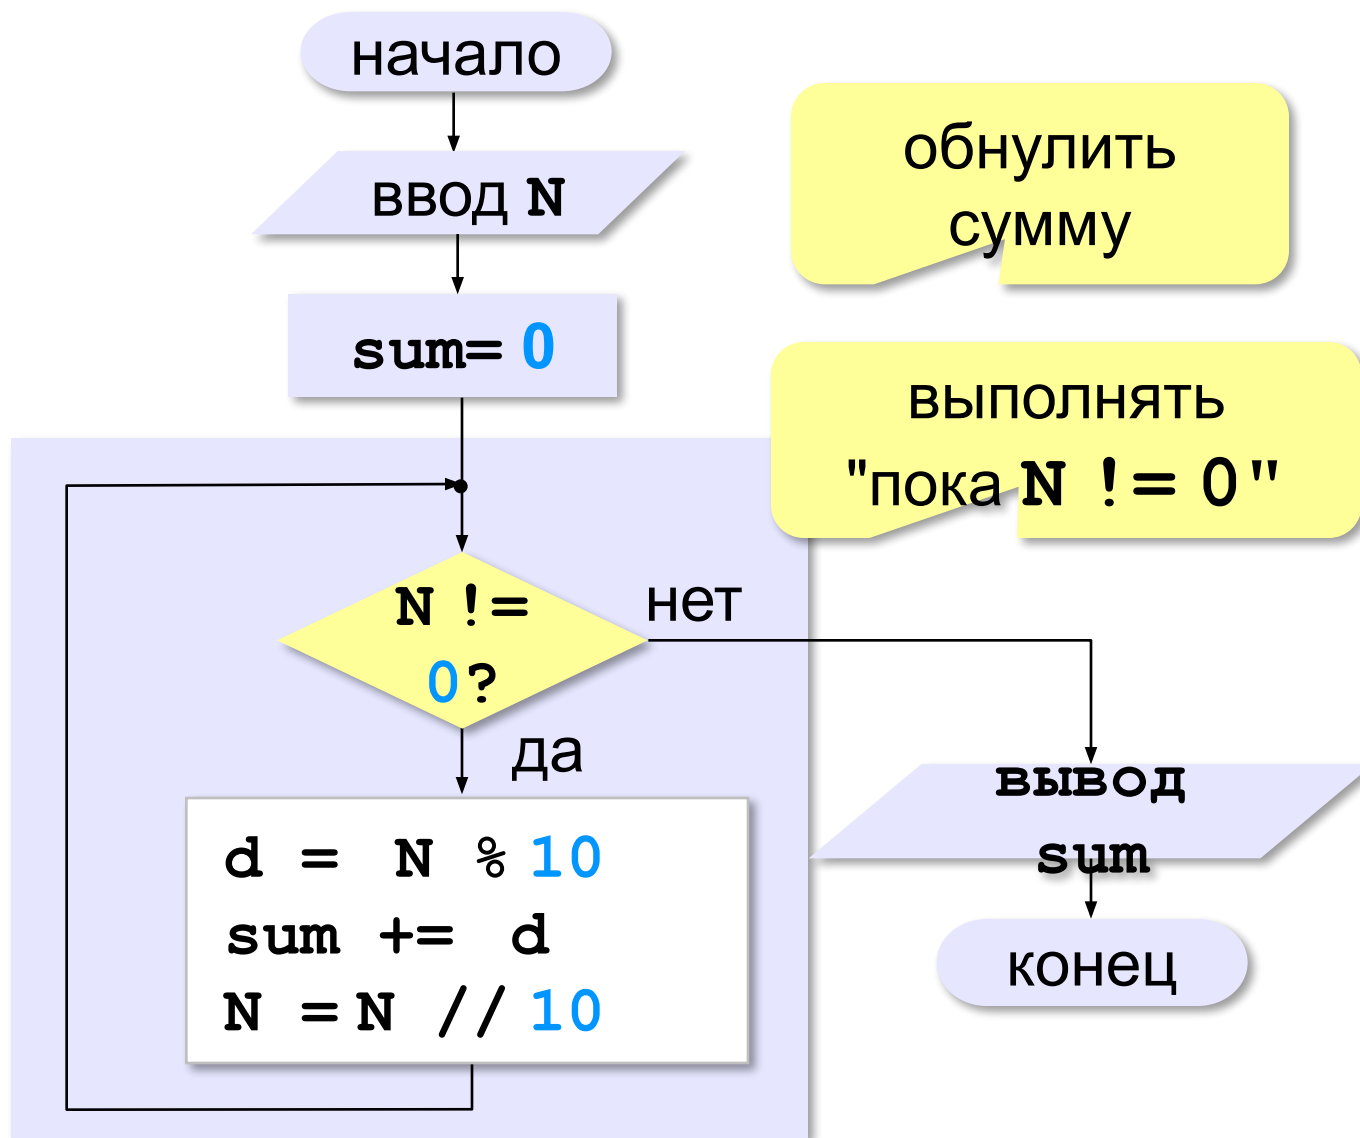 начало
ввод N
sum= 0
обнулить
сумму
выполнять
"пока N != 0"
N !=
0?
нет
да
d = N % 10
sum += d
N = N // 10
вывод
sum
конец